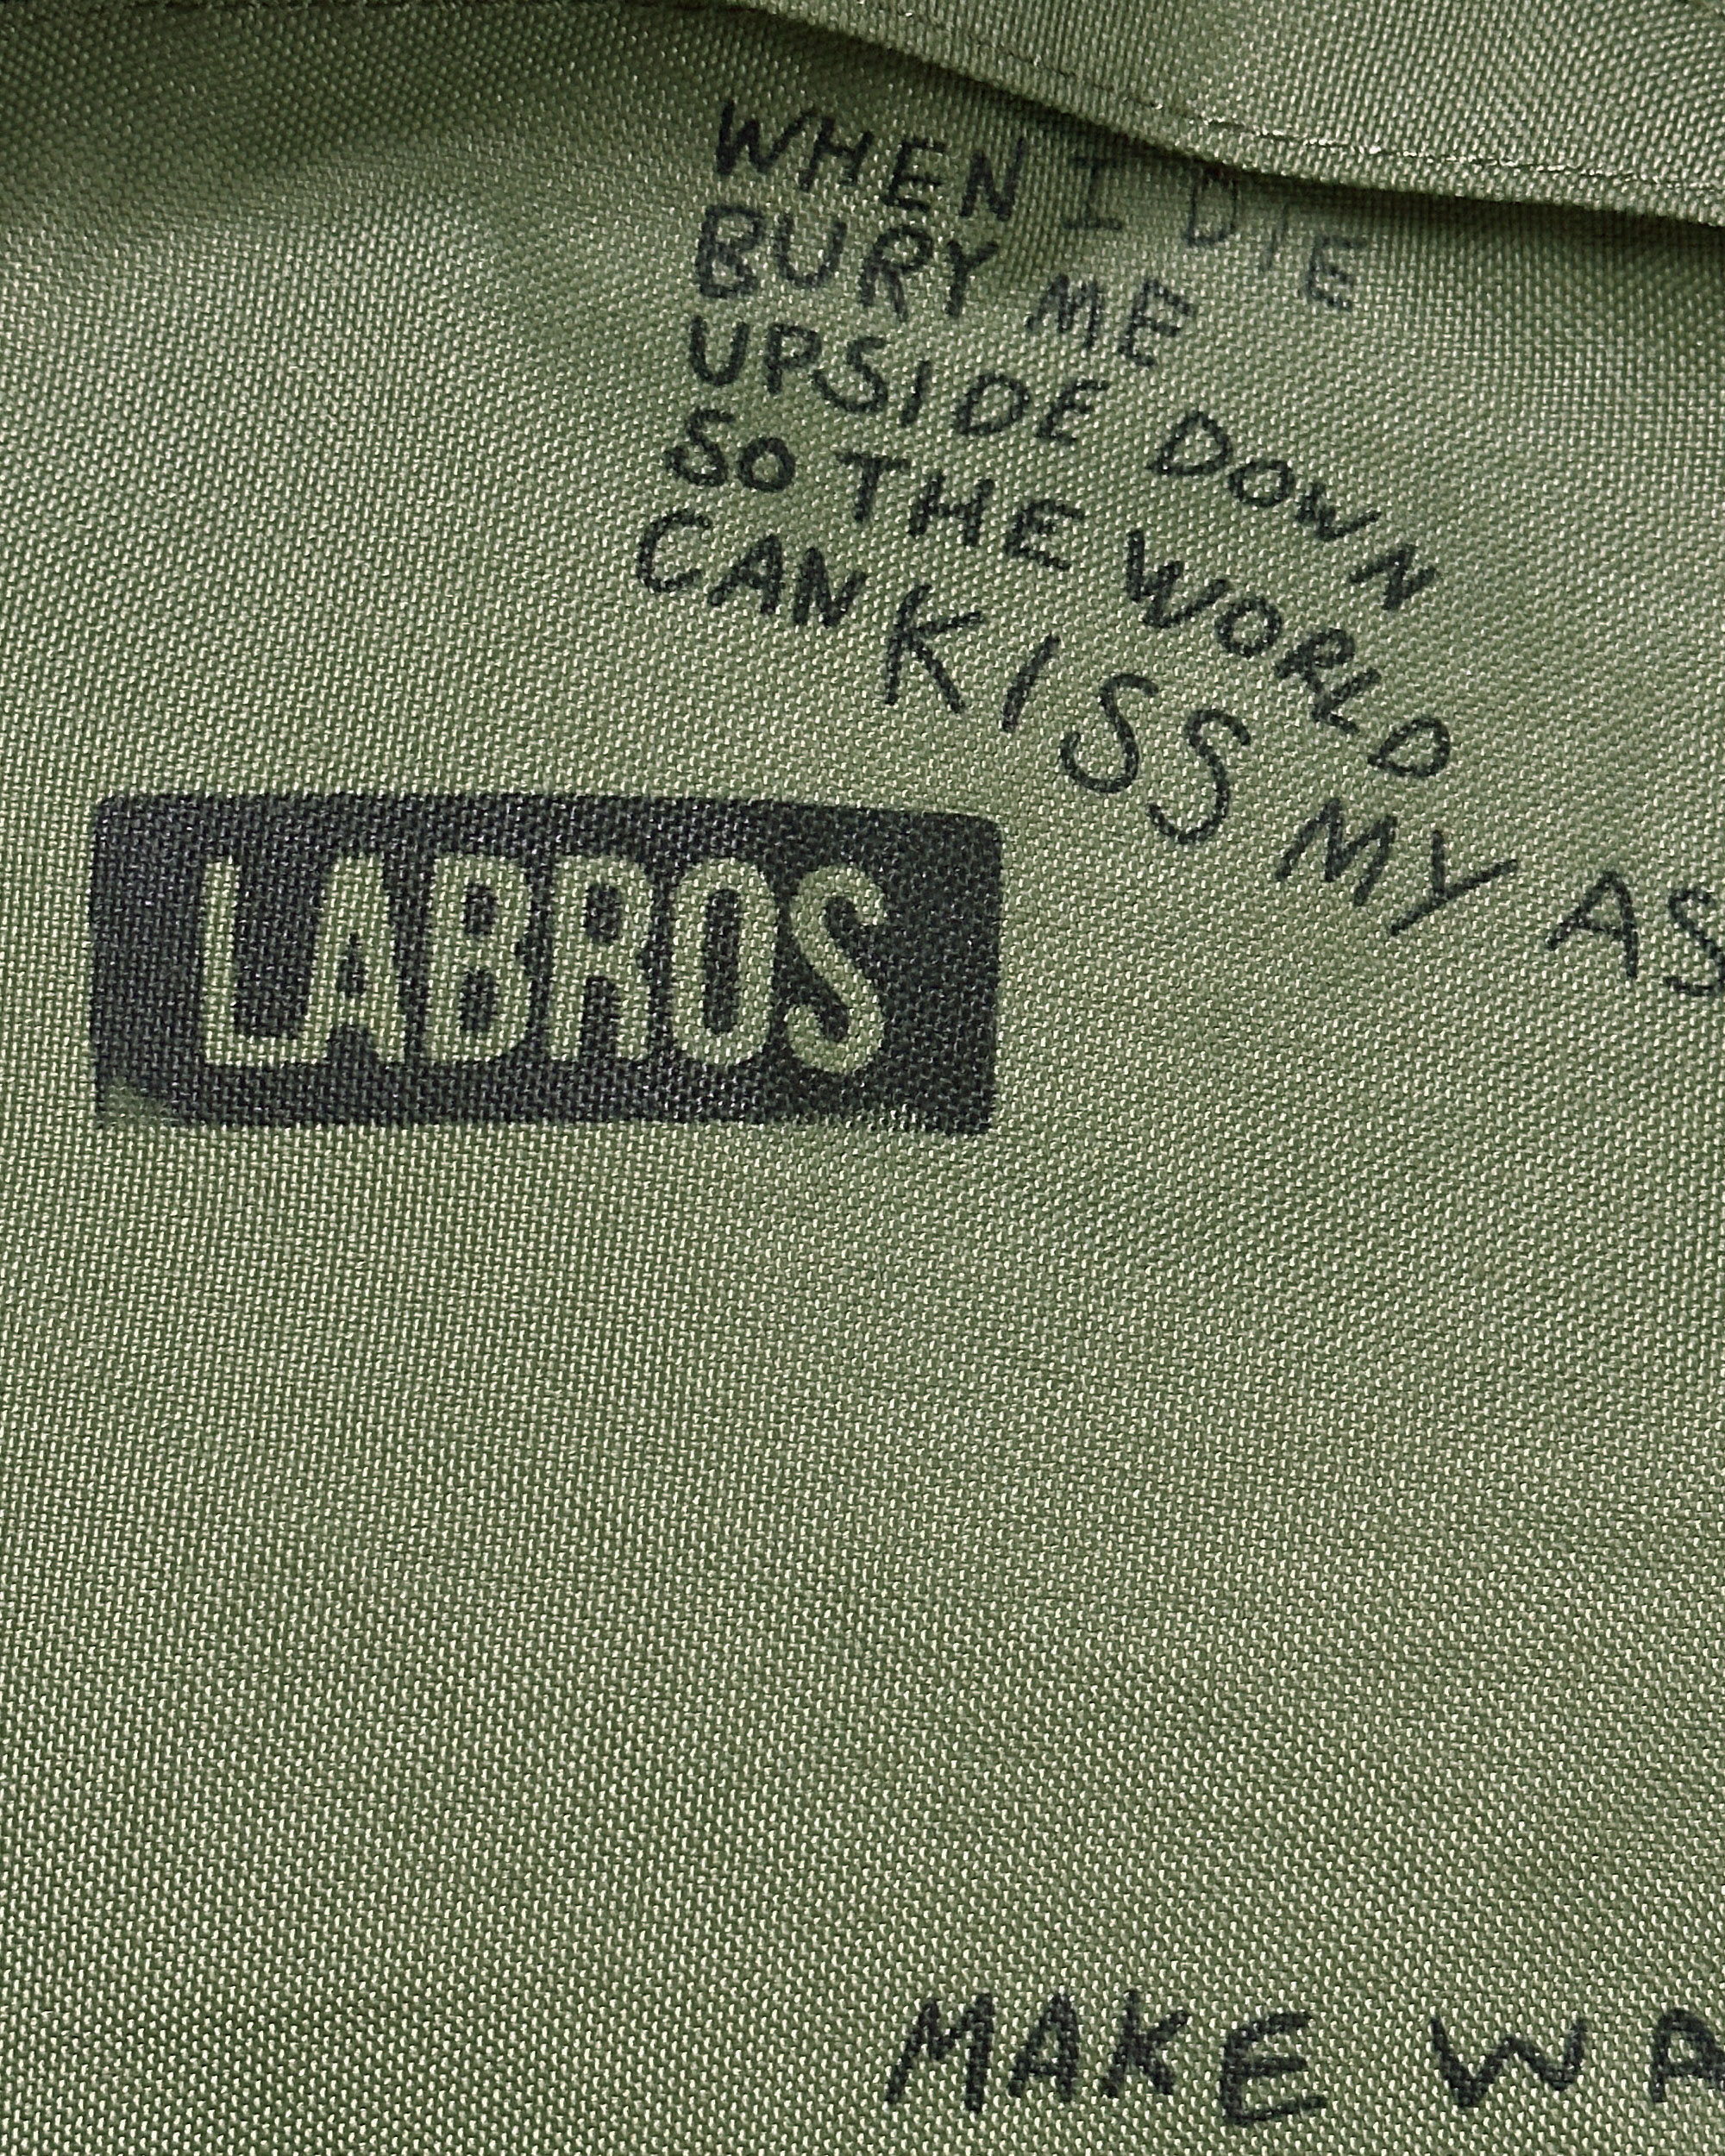 WHEN I DIE
BURY ME
UPSIDE DOWN
SO THE WORLD
CAN KISS MY AS
LABROS
MAKE WA